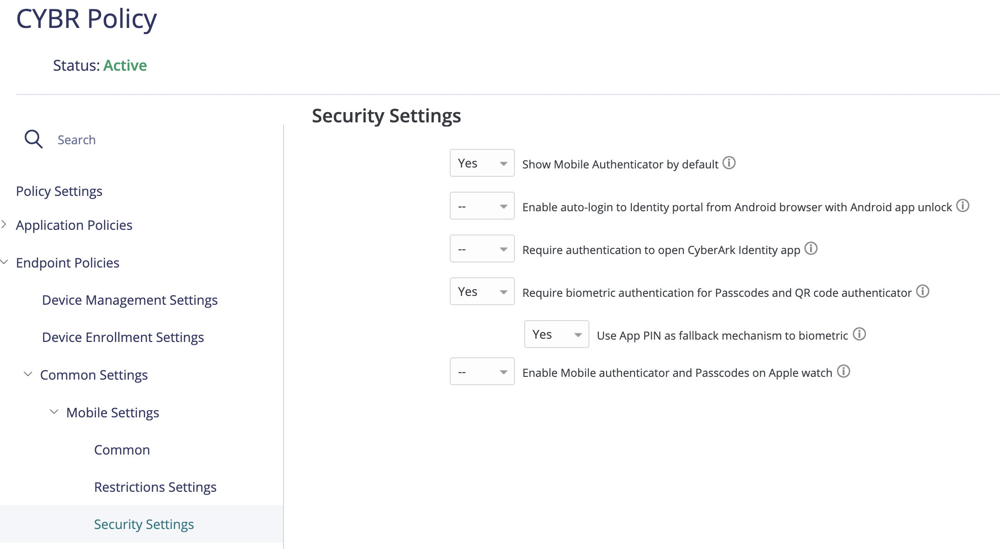 CYBR Policy
Status: Active
Search
Policy Settings
Application Policies
Endpoint Policies
Device Management Settings
Device Enrollment Settings
Common Settings
Mobile Settings
Common
Restrictions Settings
Security Settings
Security Settings
Yes Show Mobile Authenticator by default
-- Enable auto-login to Identity portal from Android browser with Android app unlock
-- Require authentication to open CyberArk Identity app
Yes Require biometric authentication for Passcodes and QR code authenticator
Yes Use App PIN as fallback mechanism to biometric
-- Enable Mobile authenticator and Passcodes on Apple watch